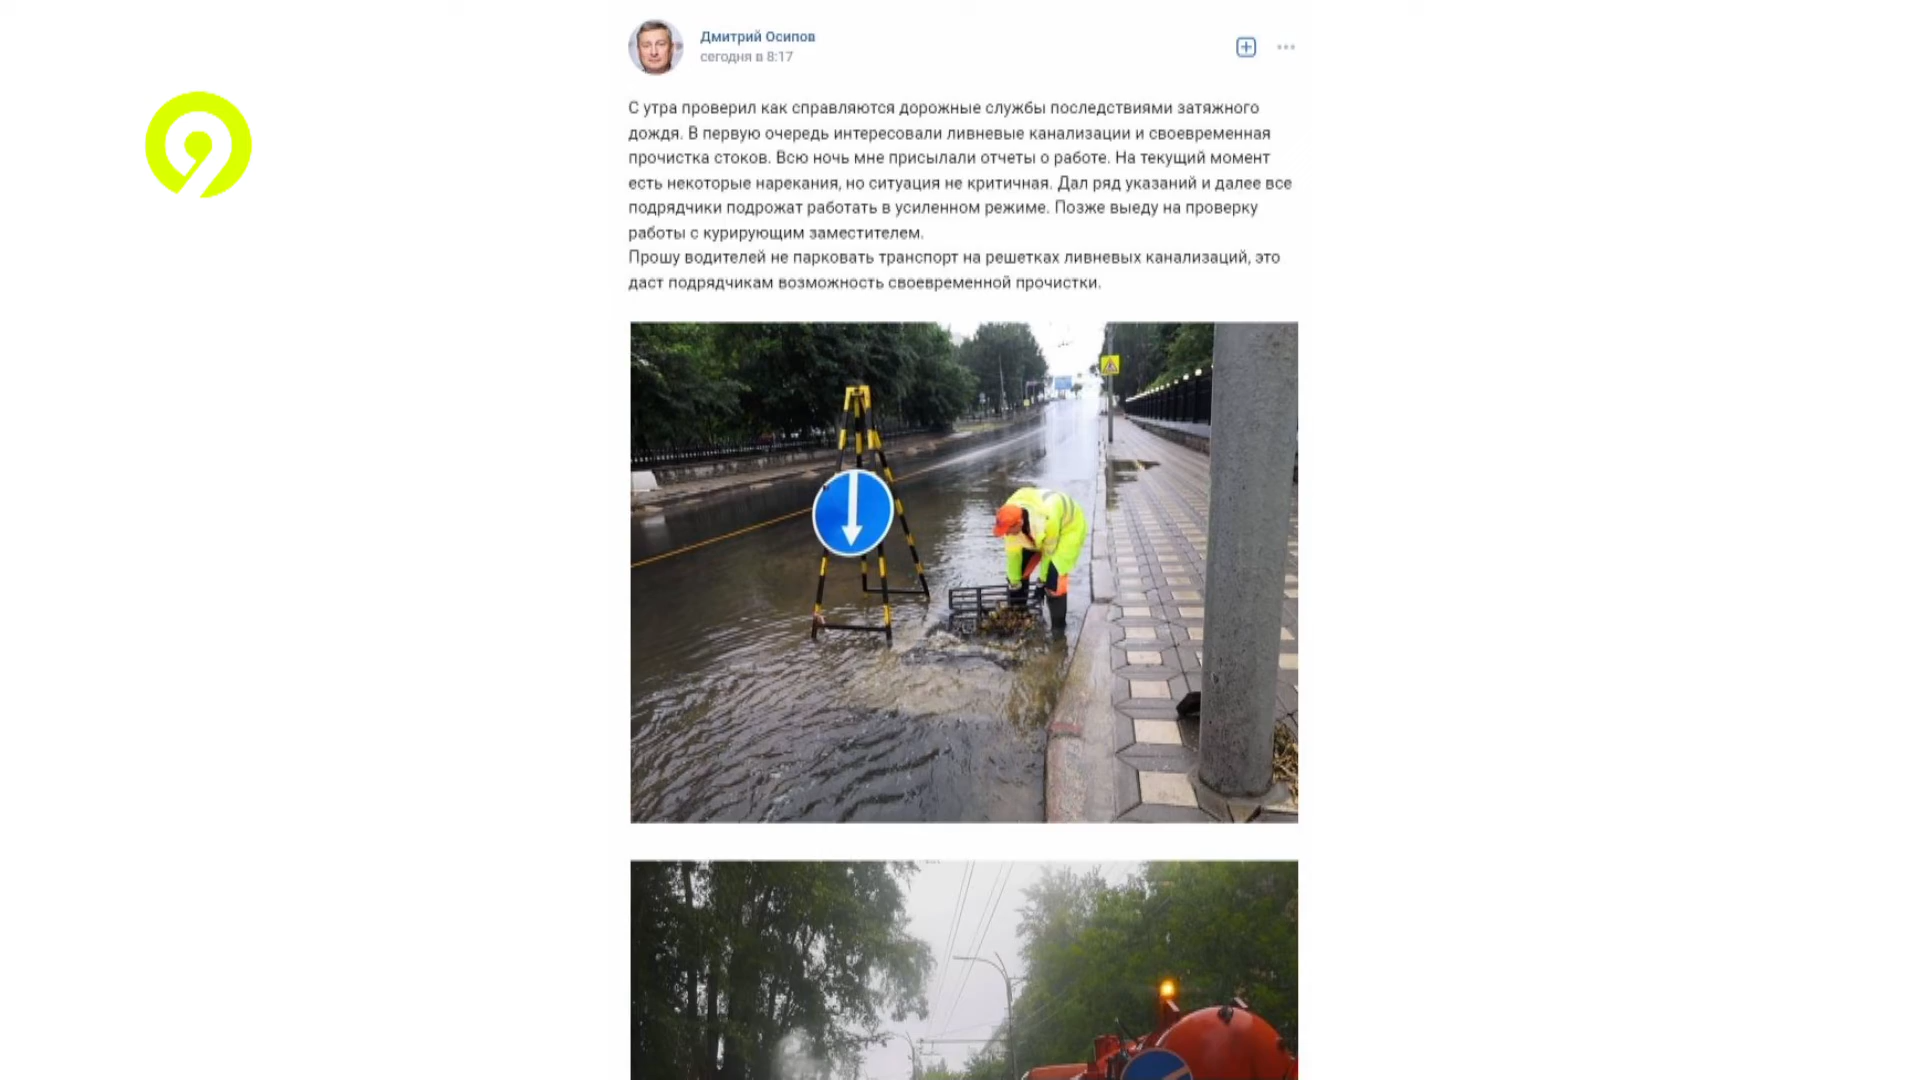 Дмитрий Осипов
сегодня в 8:17
С утра проверил как справляются дорожные службы последствиями затяжного
дождя. В первую очередь интересовали ливневые канализации и своевременная
прочистка стоков. Всю ночь мне присылали отчеты о работе. На текущий момент
есть некоторые нарекания, но ситуация не критичная. Дал ряд указаний и далее все
подрядчики подрожат работать в усиленном режиме. Позже выеду на проверку
работы с курирующим заместителем.
Прошу водителей не парковать транспорт на решетках ливневых канализаций, это
даст подрядчикам возможность своевременной прочистки.